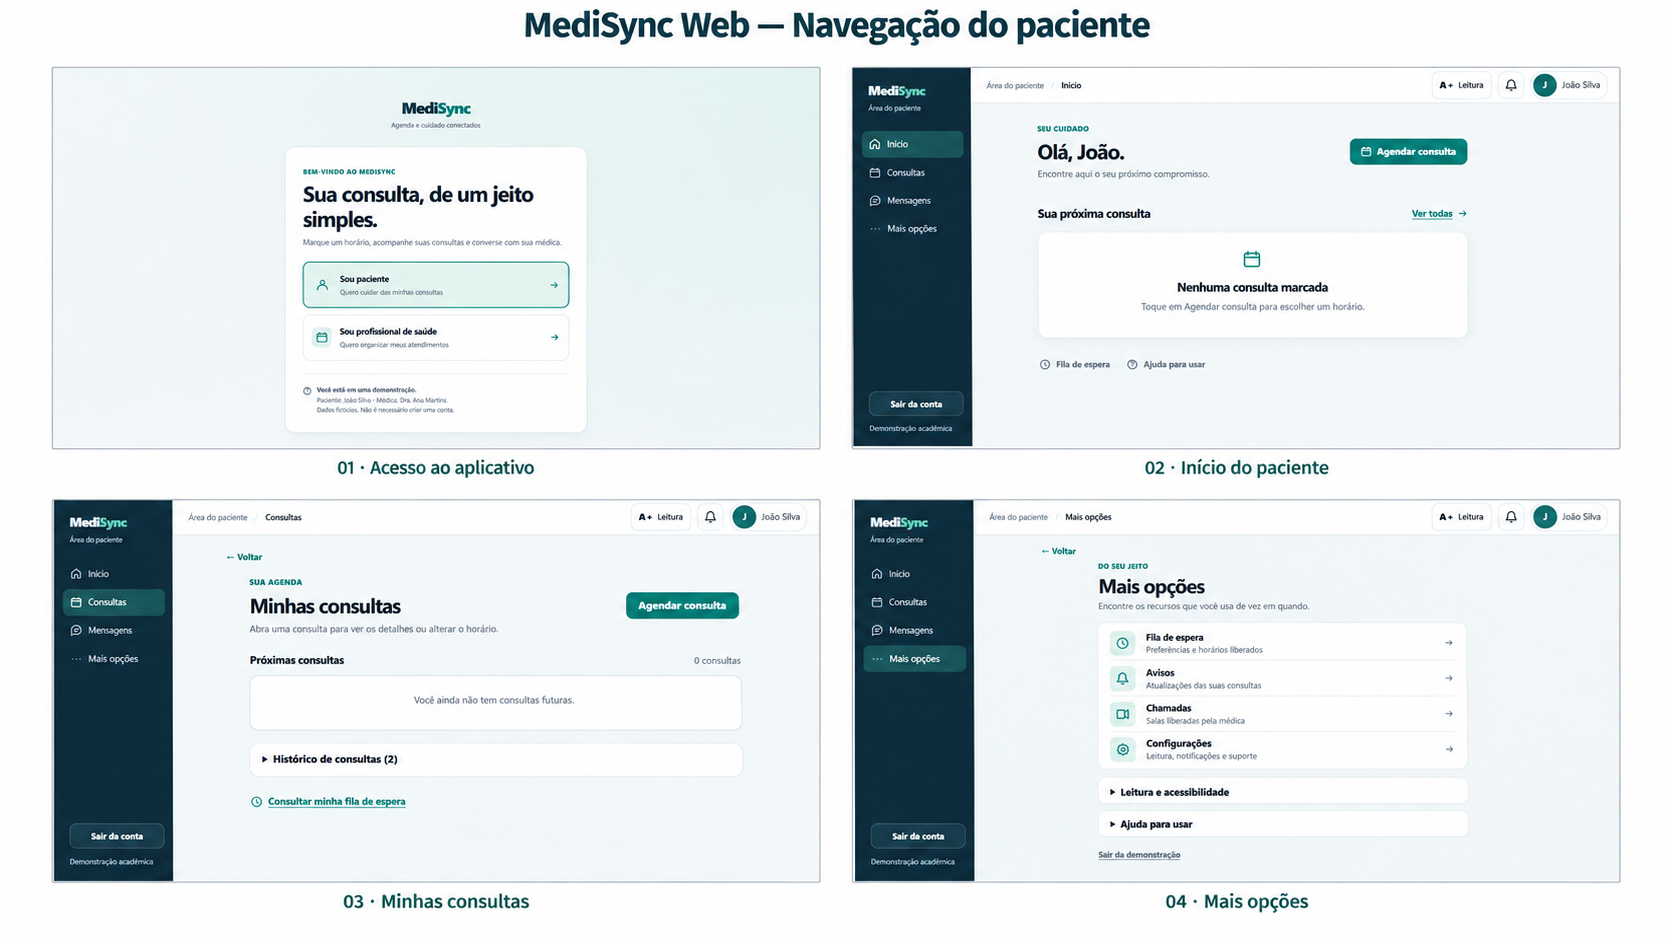 MediSync Web — Navegação do paciente
MediSync
Agenda e cuidado conectados
BEM-VINDO AO MEDISYNC
Sua consulta, de um jeito
simples.
Marque um horário, acompanhe suas consultas e converse com sua médica.
Sou paciente
Quero cuidar das minhas consultas
→
Sou profissional de saúde
Quero organizar meus atendimentos
→
Você está em uma demonstração.
Paciente: João Silva · Médica: Dra. Ana Martins.
Dados fictícios. Não é necessário criar uma conta.
01 · Acesso ao aplicativo
MediSync
Área do paciente
Início
Consultas
Mensagens
··· Mais opções
Sair da conta
Demonstração acadêmica
Área do paciente / Início
A+ Leitura
J João Silva
SEU CUIDADO
Olá, João.
Encontre aqui o seu próximo compromisso.
Agendar consulta
Sua próxima consulta
Ver todas →
Nenhuma consulta marcada
Toque em Agendar consulta para escolher um horário.
Fila de espera
Ajuda para usar
02 · Início do paciente
MediSync
Área do paciente
Início
Consultas
Mensagens
··· Mais opções
Sair da conta
Demonstração acadêmica
Área do paciente / Consultas
A+ Leitura
J João Silva
← Voltar
SUA AGENDA
Minhas consultas
Abra uma consulta para ver os detalhes ou alterar o horário.
Agendar consulta
Próximas consultas
0 consultas
Você ainda não tem consultas futuras.
▶ Histórico de consultas (2)
Consultar minha fila de espera
03 · Minhas consultas
MediSync
Área do paciente
Início
Consultas
Mensagens
··· Mais opções
Sair da conta
Demonstração acadêmica
Área do paciente / Mais opções
A+ Leitura
J João Silva
← Voltar
DO SEU JEITO
Mais opções
Encontre os recursos que você usa de vez em quando.
Fila de espera
Preferências e horários liberados
→
Avisos
Atualizações das suas consultas
→
Chamadas
Salas liberadas pela médica
→
Configurações
Leitura, notificações e suporte
→
▶ Leitura e acessibilidade
▶ Ajuda para usar
Sair da demonstração
04 · Mais opções